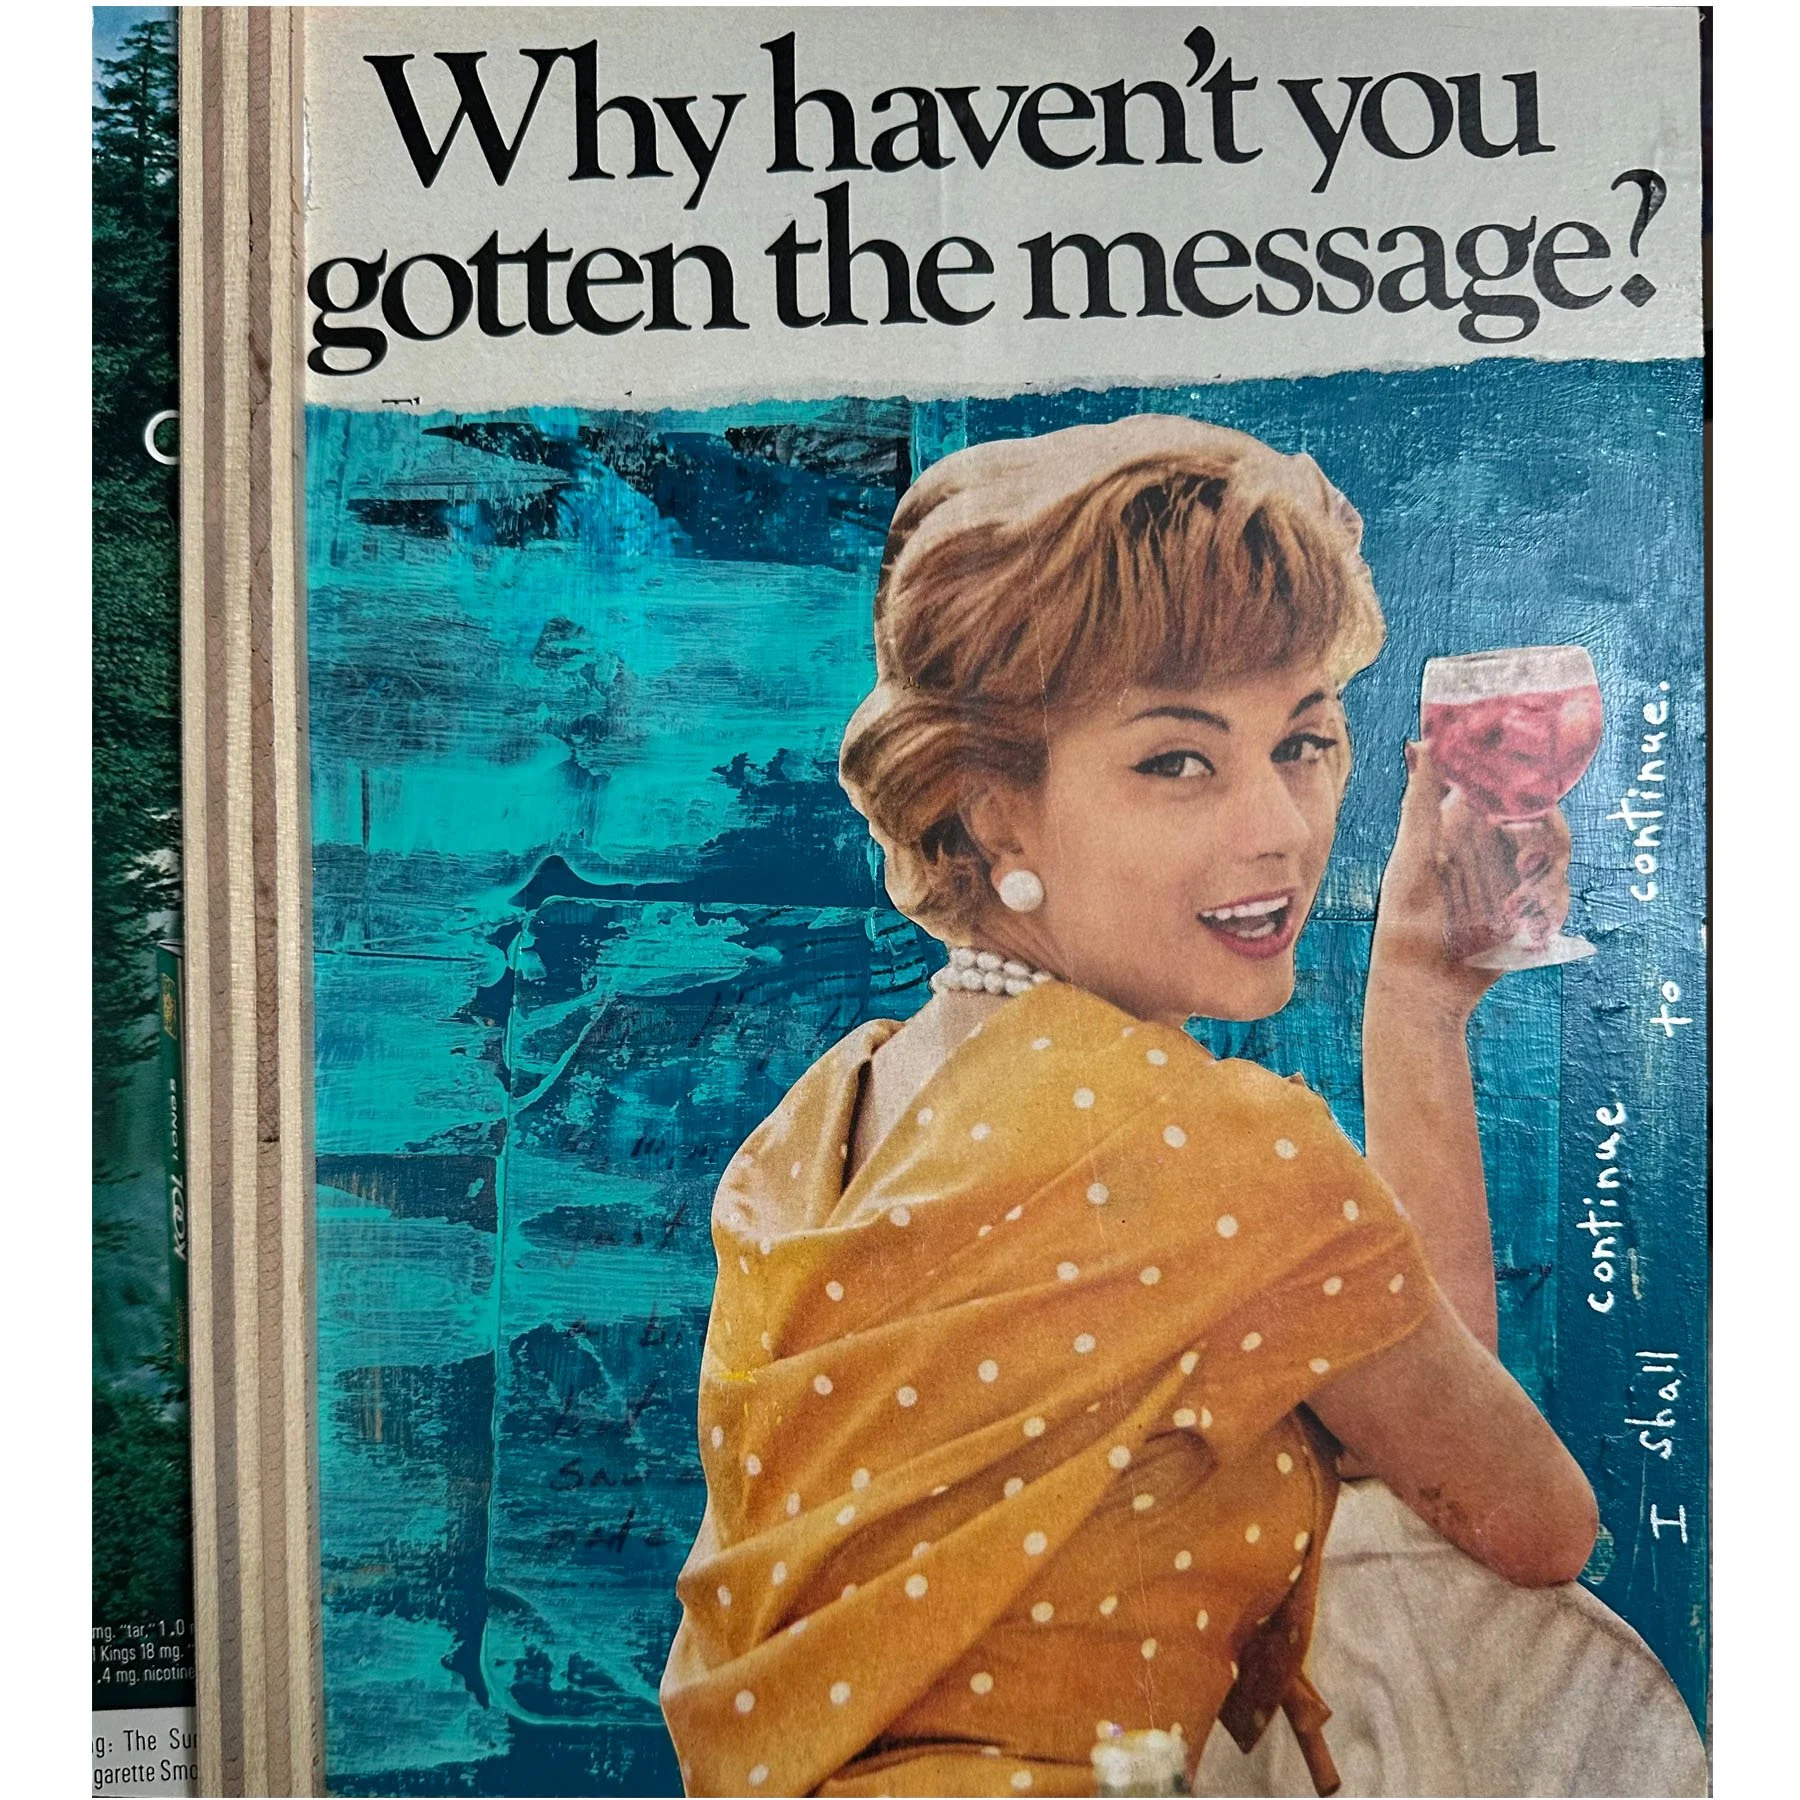 Why haven't you
gotten the message?
I shall continue to continue.
mg. "tar," 1.0
Kings 18 mg. "
.4 mg. nicotine
g: The Sur
garette Smo